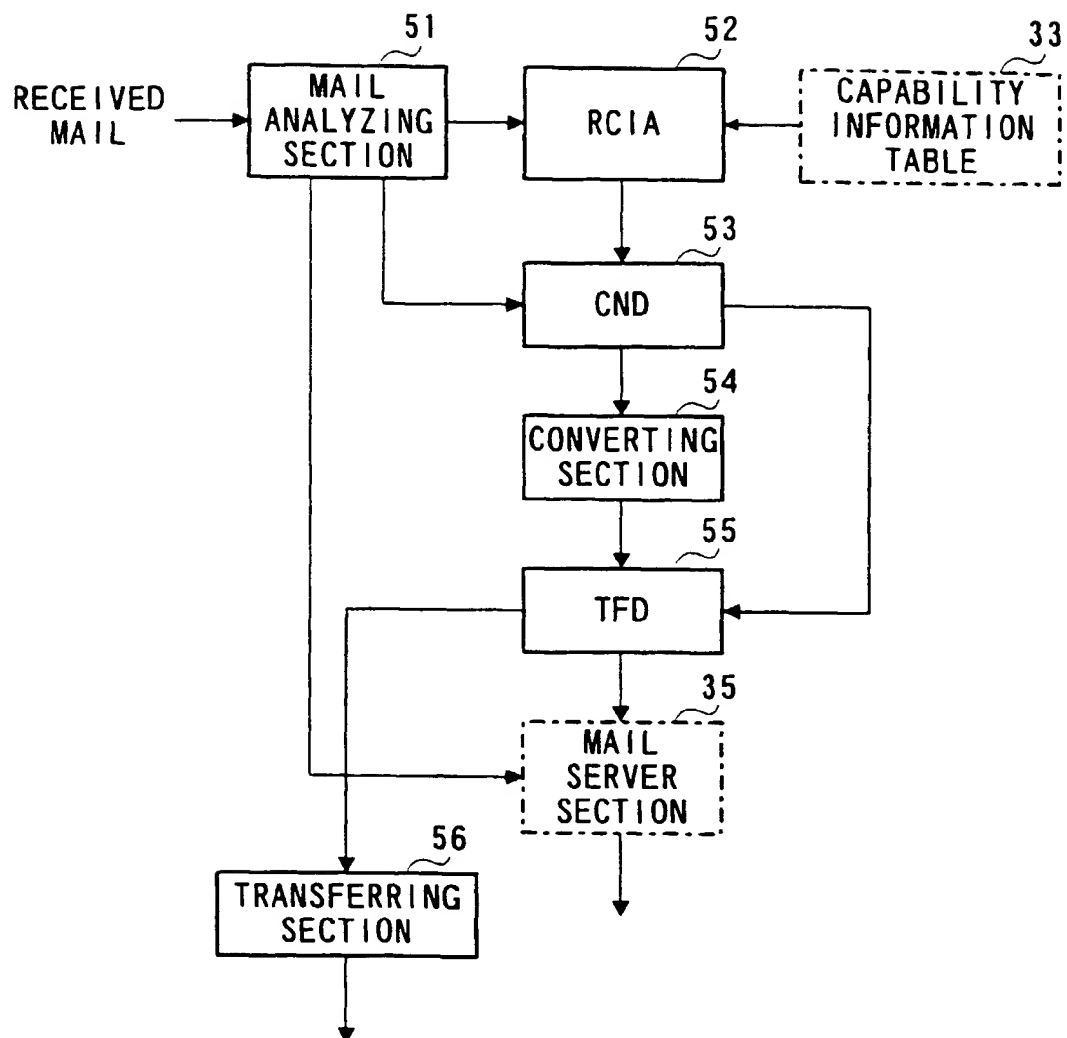 51
52
33
RECEIVED
MAIL
MAIL
ANALYZING
SECTION
RCIA
CAPABILITY
INFORMATION
TABLE
53
CND
54
CONVERTING
SECTION
55
TFD
35
MAIL
SERVER
SECTION
56
TRANSFERRING
SECTION